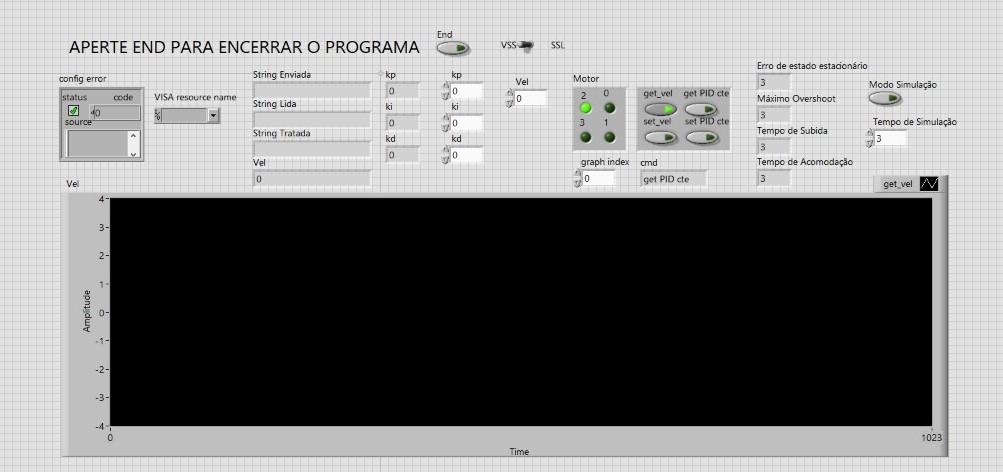 APERTE END PARA ENCERRAR O PROGRAMA
End
VSS
SSL
config error
status
code
0
source
VISA resource name
String Enviada
String Lida
String Tratada
Vel
0
kp
0
ki
0
kd
0
kp
0
ki
0
kd
0
Vel
0
Motor
2 0
3 1
get_vel get PID cte
set_vel set PID cte
graph index
0
cmd
get PID cte
Erro de estado estacionário
3
Máximo Overshoot
3
Tempo de Subida
3
Tempo de Acomodação
3
Modo Simulação
Tempo de Simulação
3
Vel
get_vel
4
3
2
1
0
-1
-2
-3
-4
Amplitude
0
1023
Time